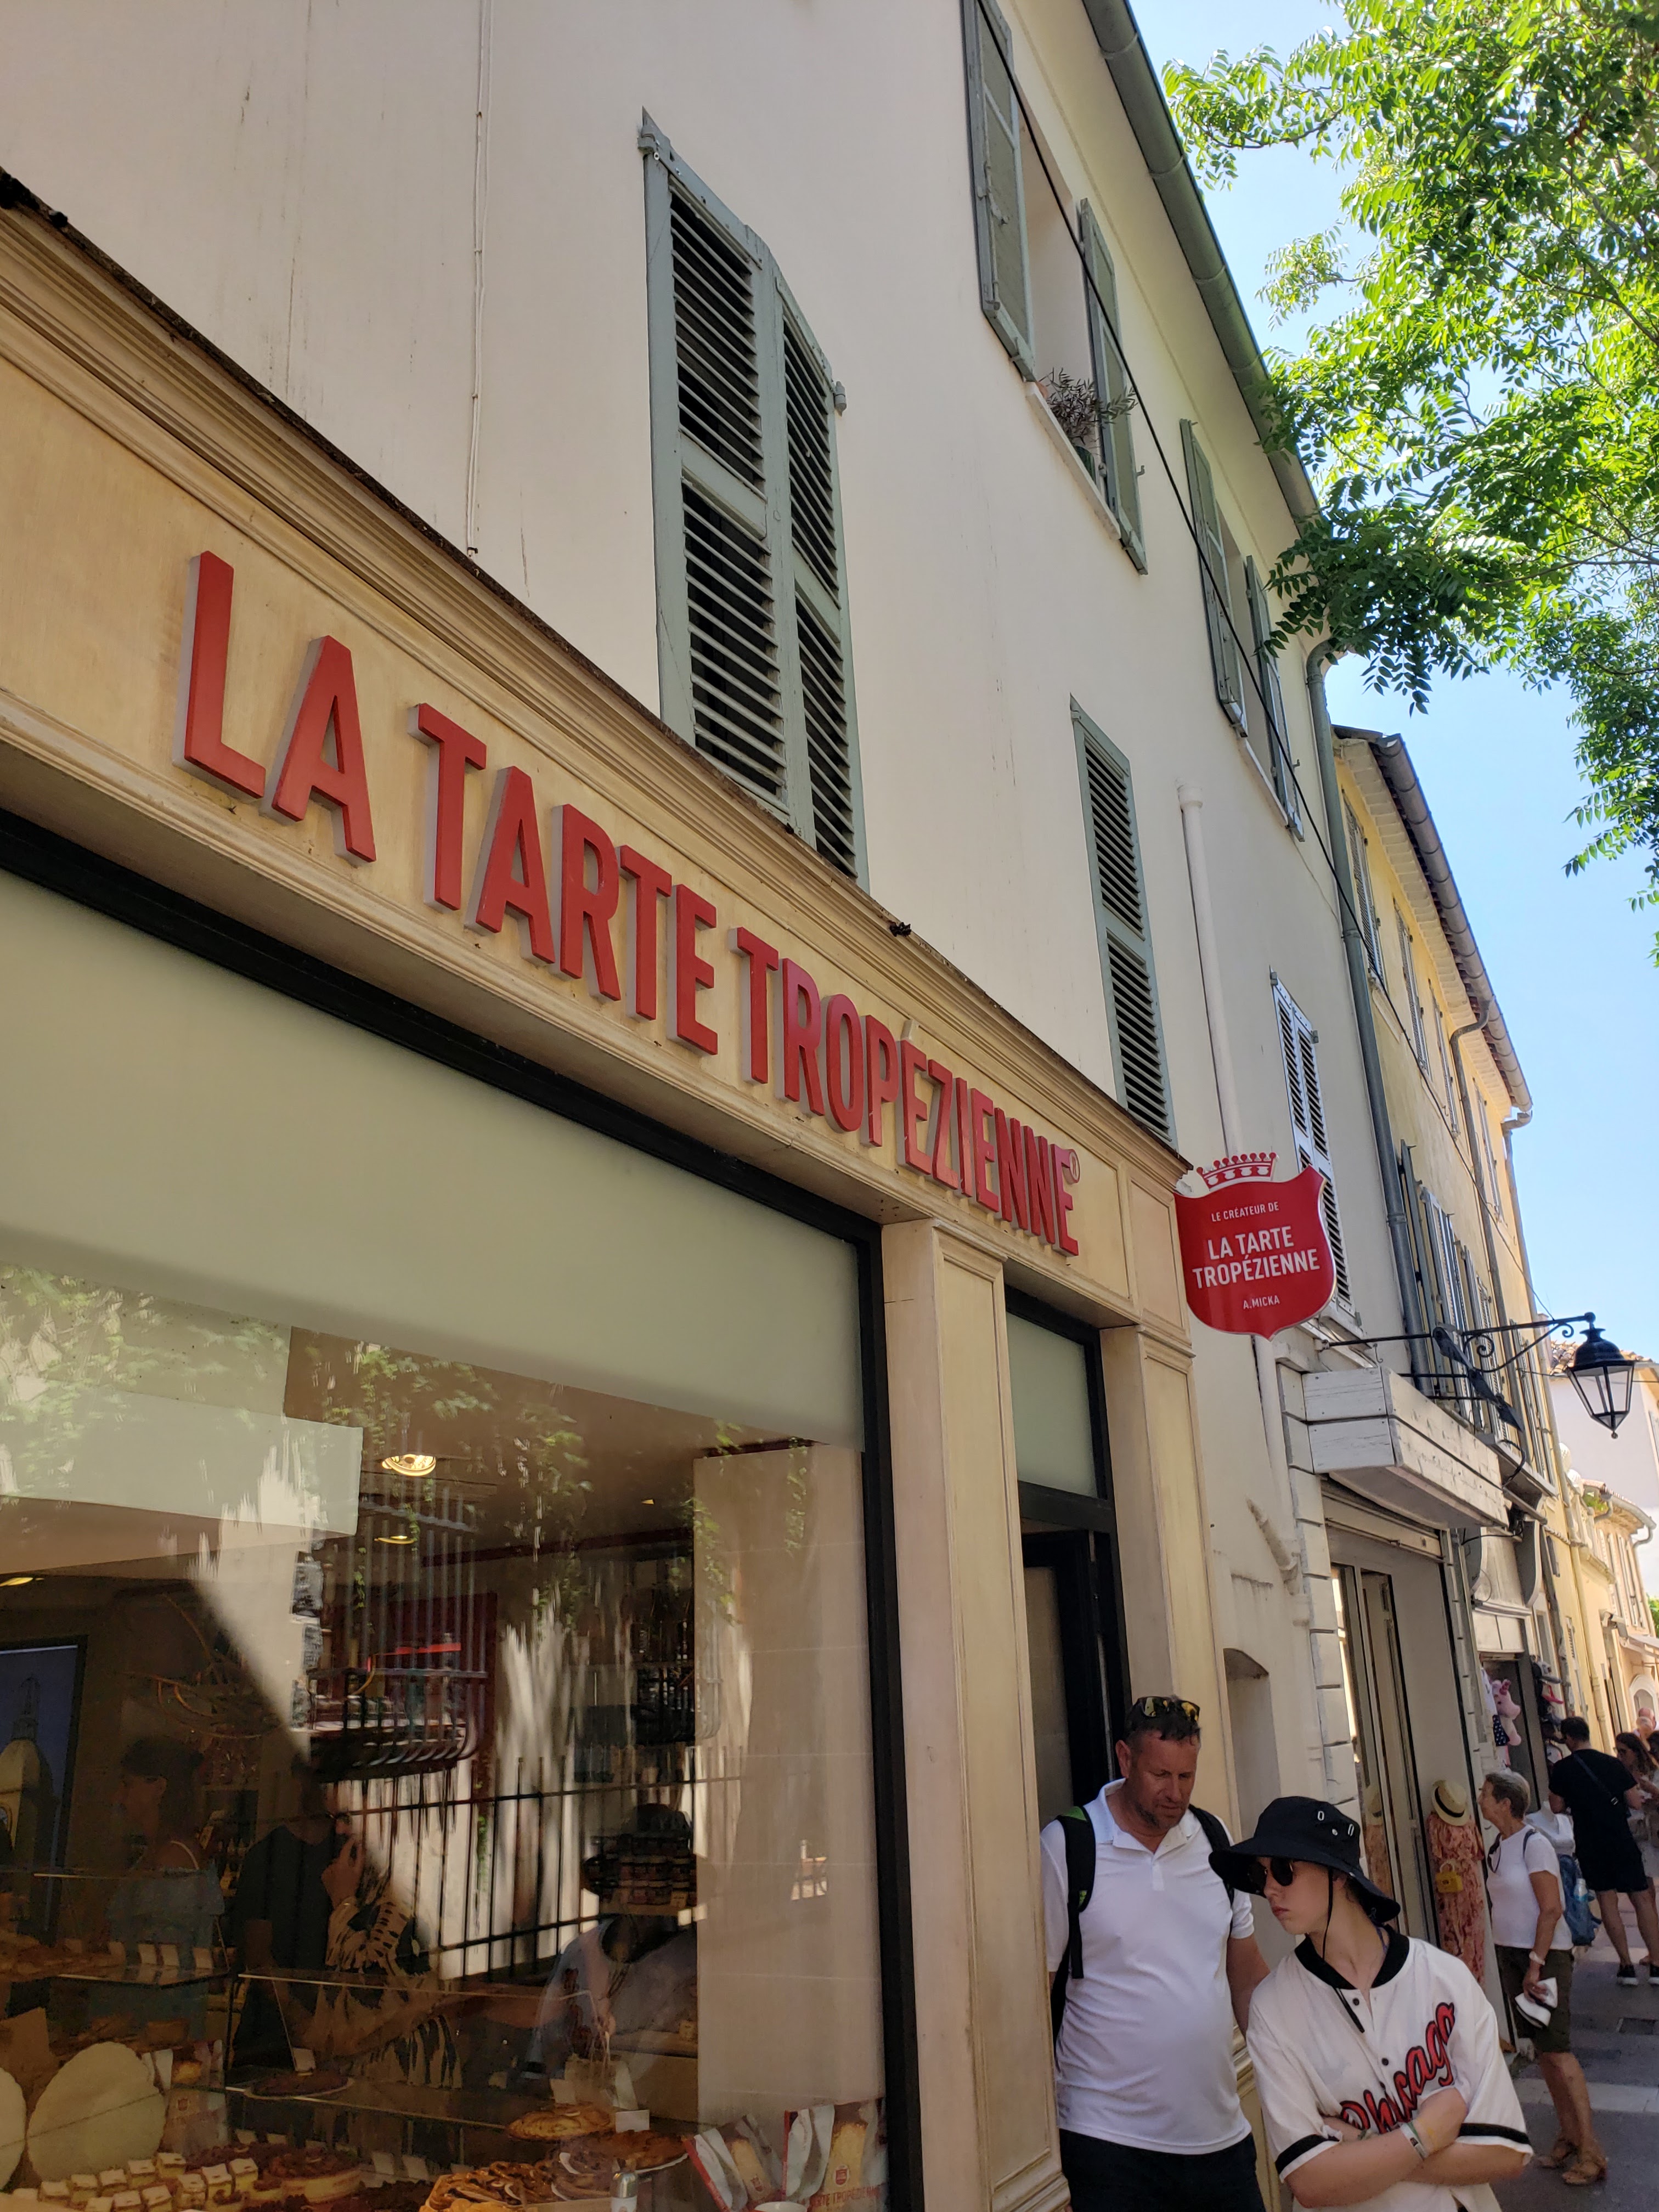 LA TARTE TROPÉZIENNE®
LE CRÉATEUR DE
LA TARTE
TROPÉZIENNE
A.MICKA
Chicago